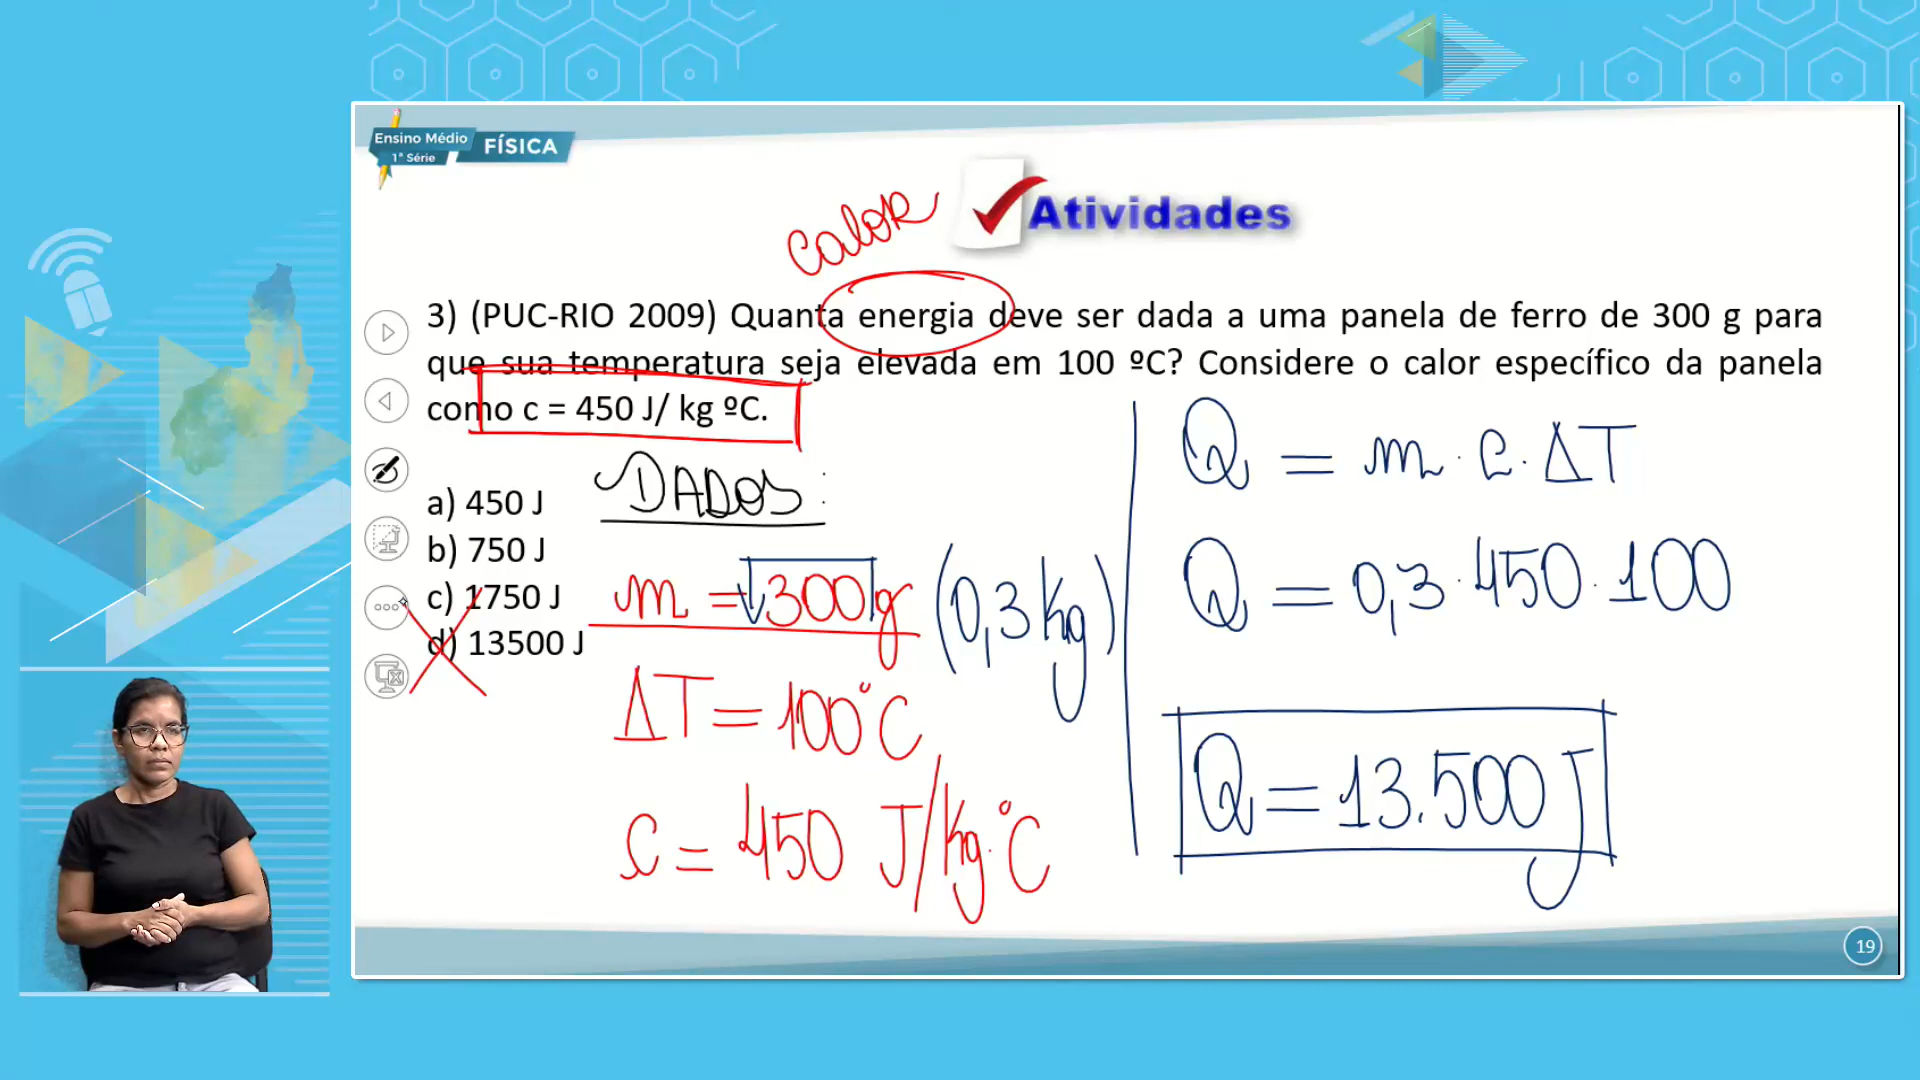 Ensino Médio
1ª Série
FÍSICA
Atividades
calor
3) (PUC-RIO 2009) Quanta energia deve ser dada a uma panela de ferro de 300 g para
que sua temperatura seja elevada em 100 ºC? Considere o calor específico da panela
como c = 450 J/ kg ºC.
a) 450 J
b) 750 J
c) 1750 J
d) 13500 J
DADOS:
m = 300g (0,3 kg)
ΔT = 100°C
c = 450 J/kg·°C
Q = m · c · ΔT
Q = 0,3 · 450 · 100
Q = 13.500 J
19